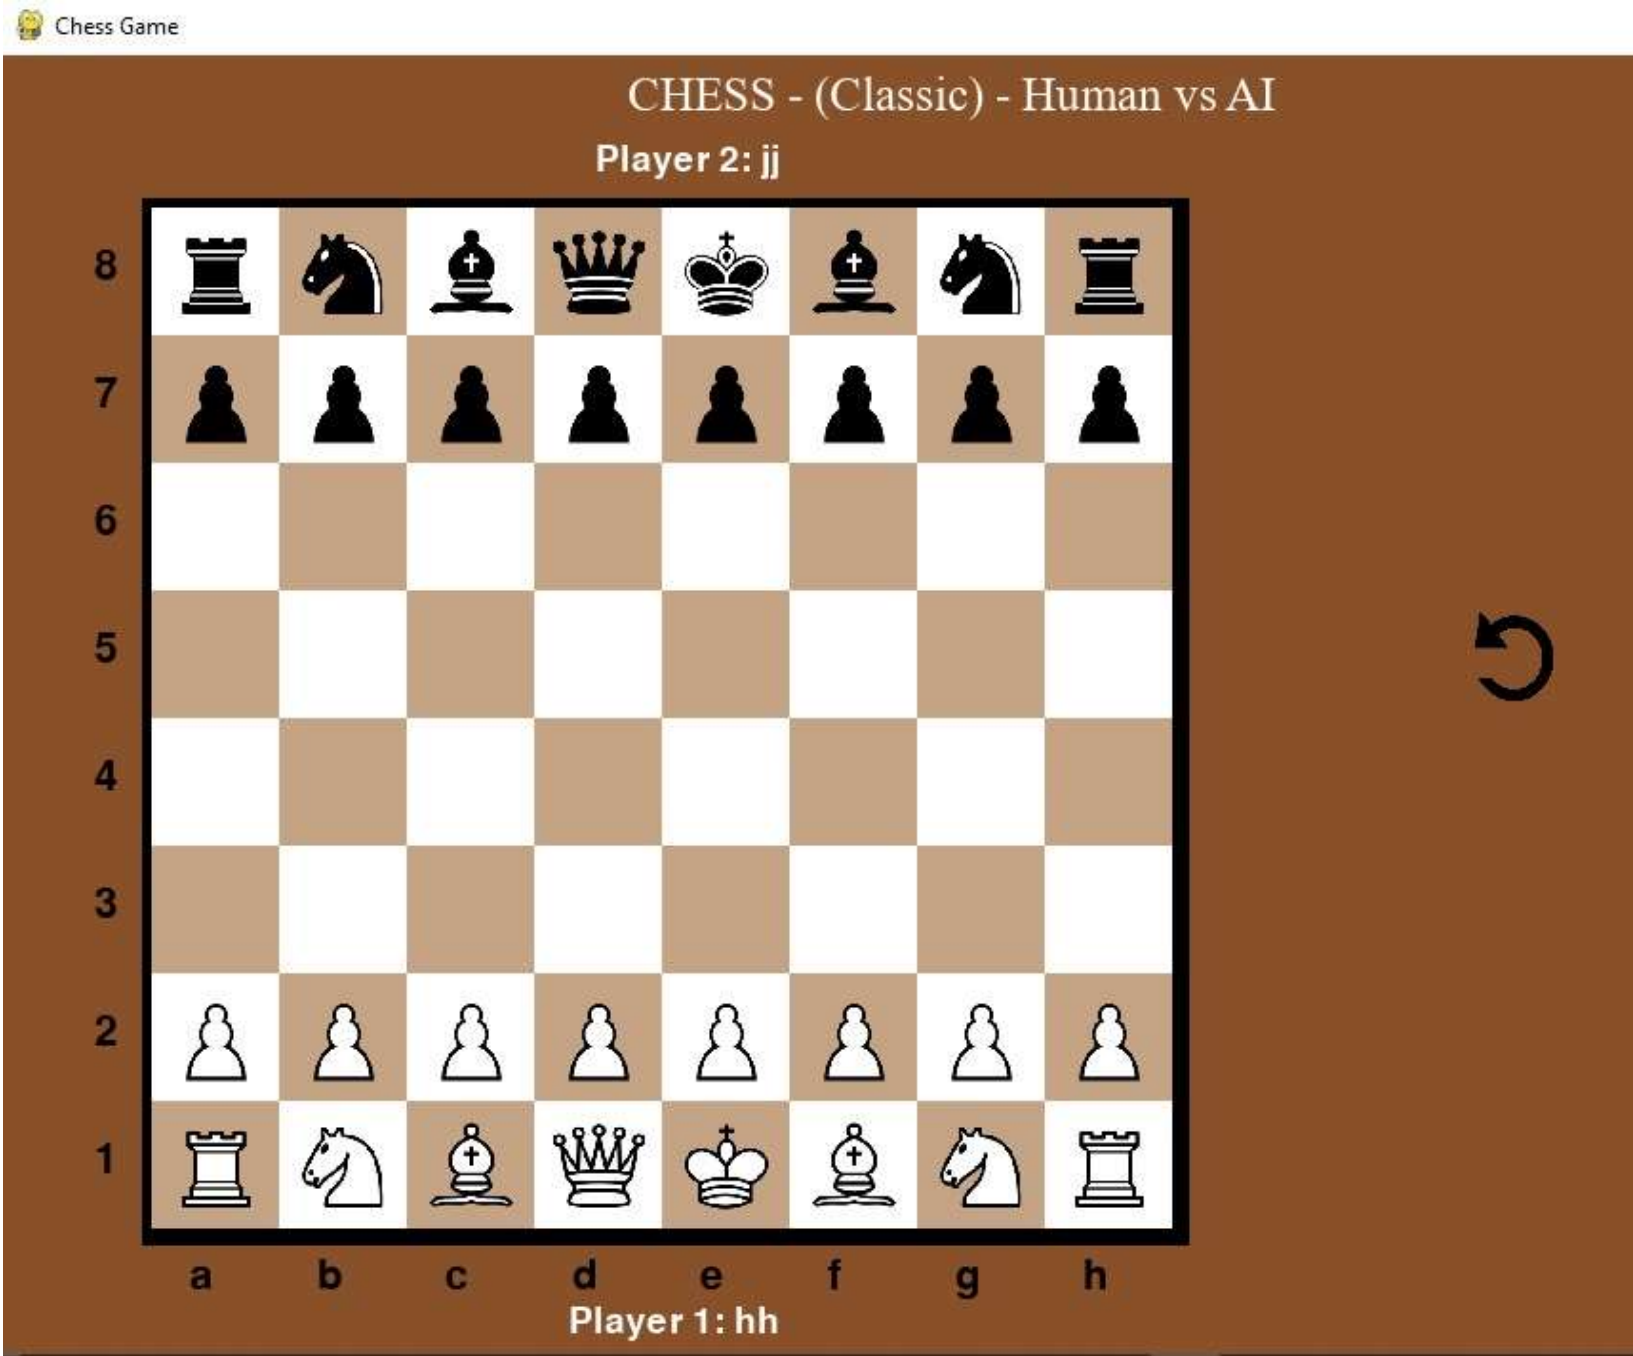 Chess Game
CHESS - (Classic) - Human vs AI
Player 2: jj
8
7
6
5
4
3
2
1
a b c d e f g h
Player 1: hh